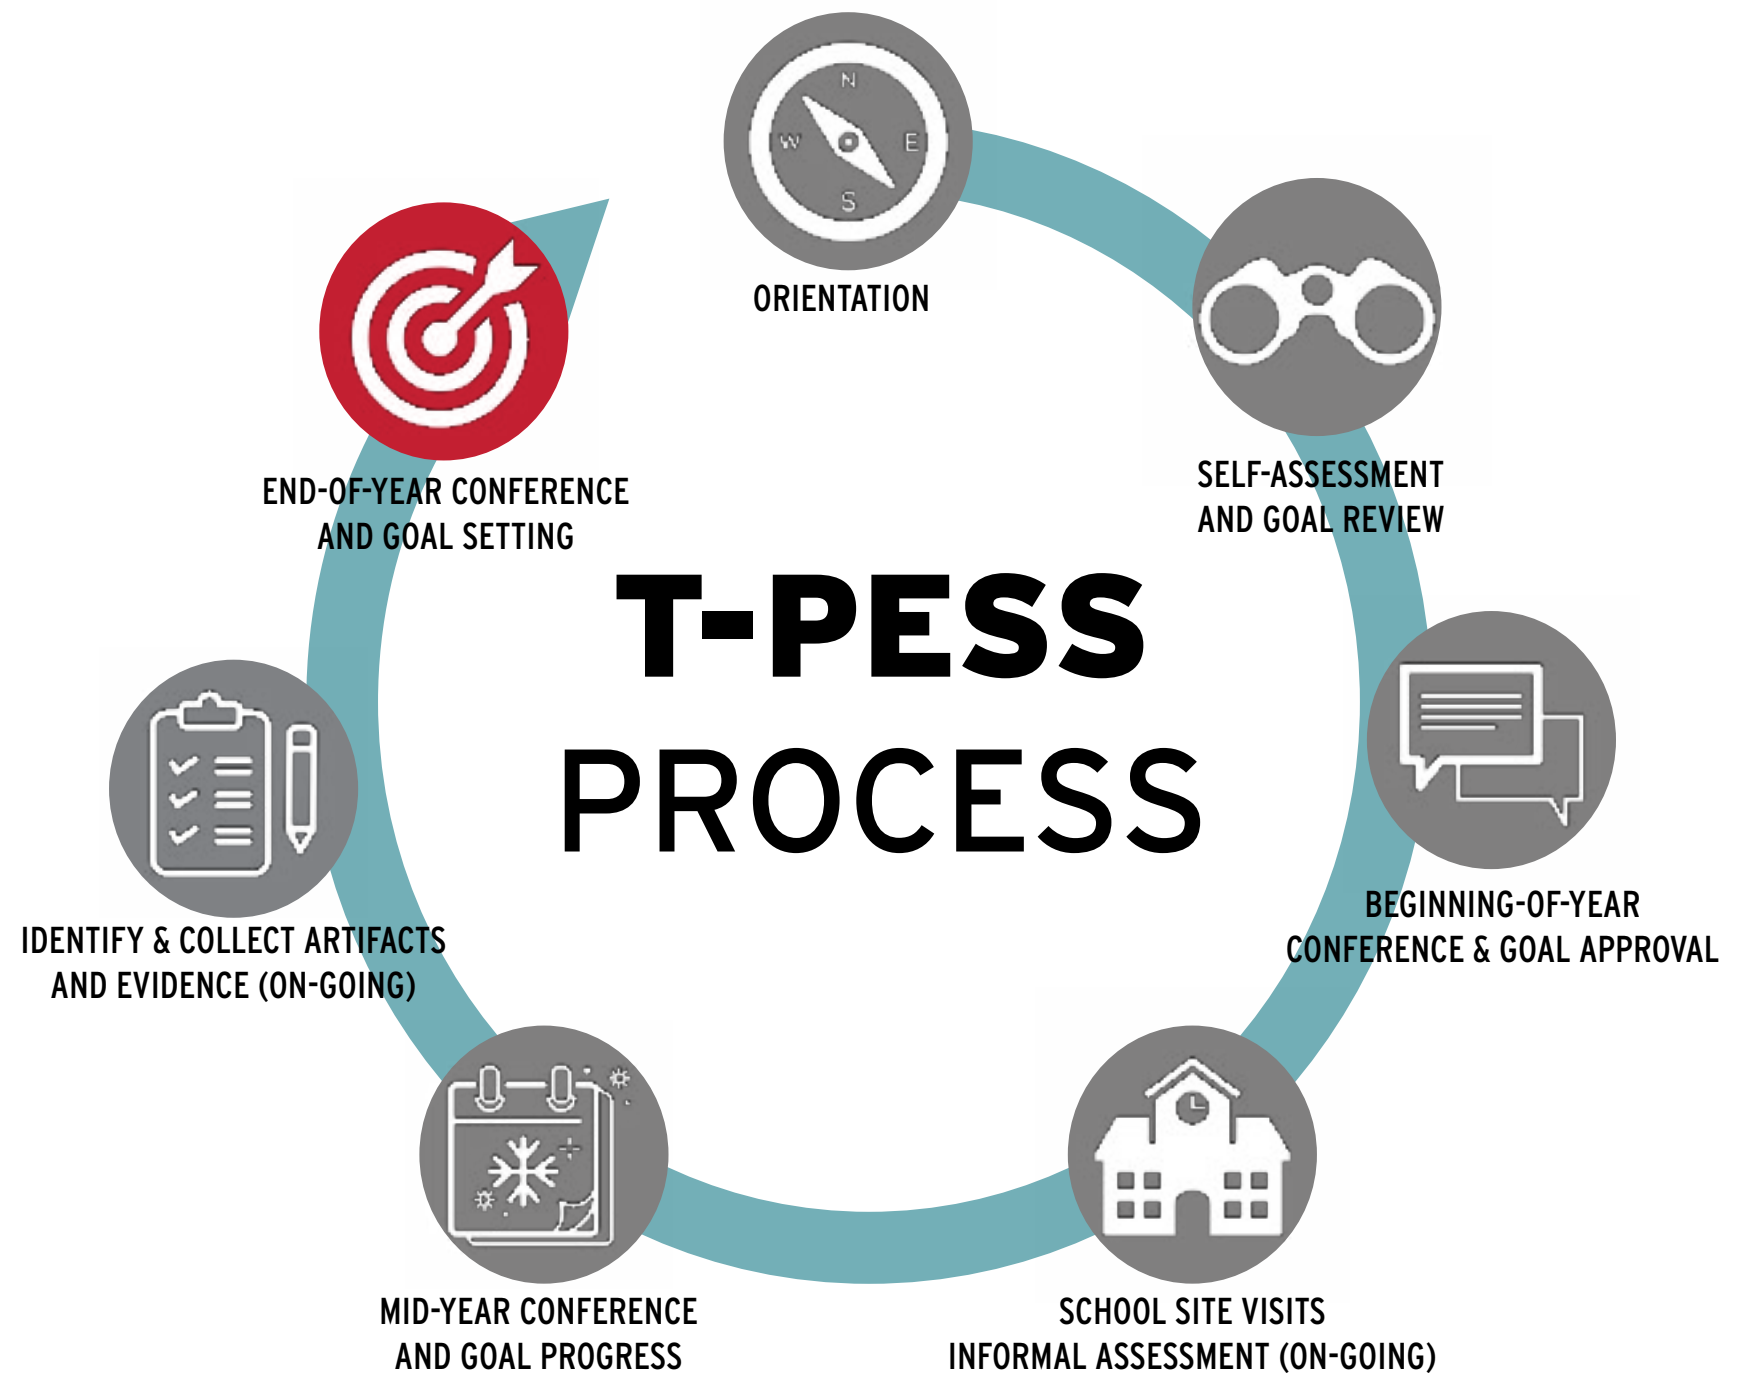 N
W
E
S
ORIENTATION
SELF-ASSESSMENT
AND GOAL REVIEW
BEGINNING-OF-YEAR
CONFERENCE & GOAL APPROVAL
SCHOOL SITE VISITS
INFORMAL ASSESSMENT (ON-GOING)
MID-YEAR CONFERENCE
AND GOAL PROGRESS
IDENTIFY & COLLECT ARTIFACTS
AND EVIDENCE (ON-GOING)
END-OF-YEAR CONFERENCE
AND GOAL SETTING
T-PESS
PROCESS